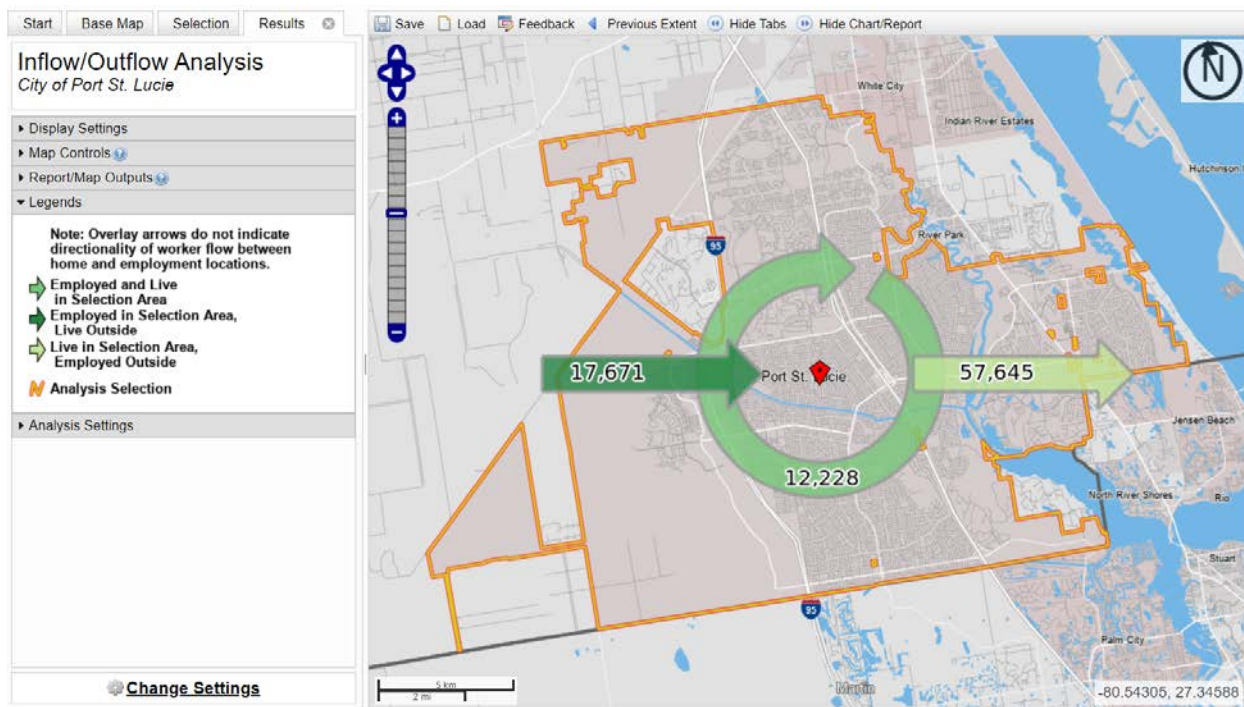 Start
Base Map
Selection
Results
Save
Load
Feedback
Previous Extent
Hide Tabs
Hide Chart/Report
Inflow/Outflow Analysis
City of Port St. Lucie
Display Settings
Map Controls
Report/Map Outputs
Legends
Note: Overlay arrows do not indicate
directionality of worker flow between
home and employment locations.
Employed and Live
in Selection Area
Employed in Selection Area,
Live Outside
Live in Selection Area,
Employed Outside
Analysis Selection
Analysis Settings
Change Settings
N
White City
Indian River Estates
Hutchinson
River Park
95
17,671
Port St. Lucie
57,645
12,228
Jensen Beach
North River Shores
Rio
Stuart
95
Palm City
Martin
5 km
2 mi
-80.54305, 27.34588